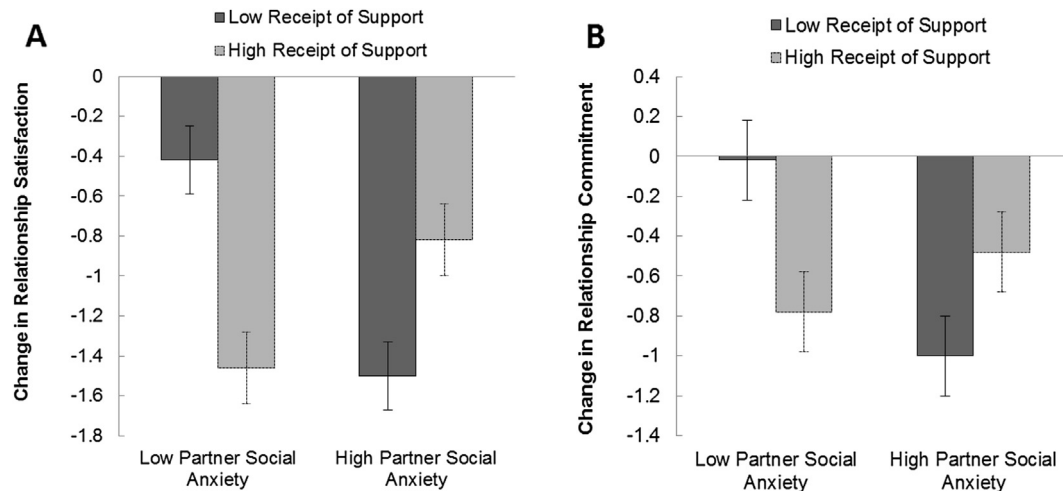 A
Low Receipt of Support
High Receipt of Support
Change in Relationship Satisfaction
0
-0.2
-0.4
-0.6
-0.8
-1
-1.2
-1.4
-1.6
-1.8
Low Partner Social
Anxiety
High Partner Social
Anxiety
B
Low Receipt of Support
High Receipt of Support
Change in Relationship Commitment
0.4
0.2
0
-0.2
-0.4
-0.6
-0.8
-1
-1.2
-1.4
Low Partner Social
Anxiety
High Partner Social
Anxiety